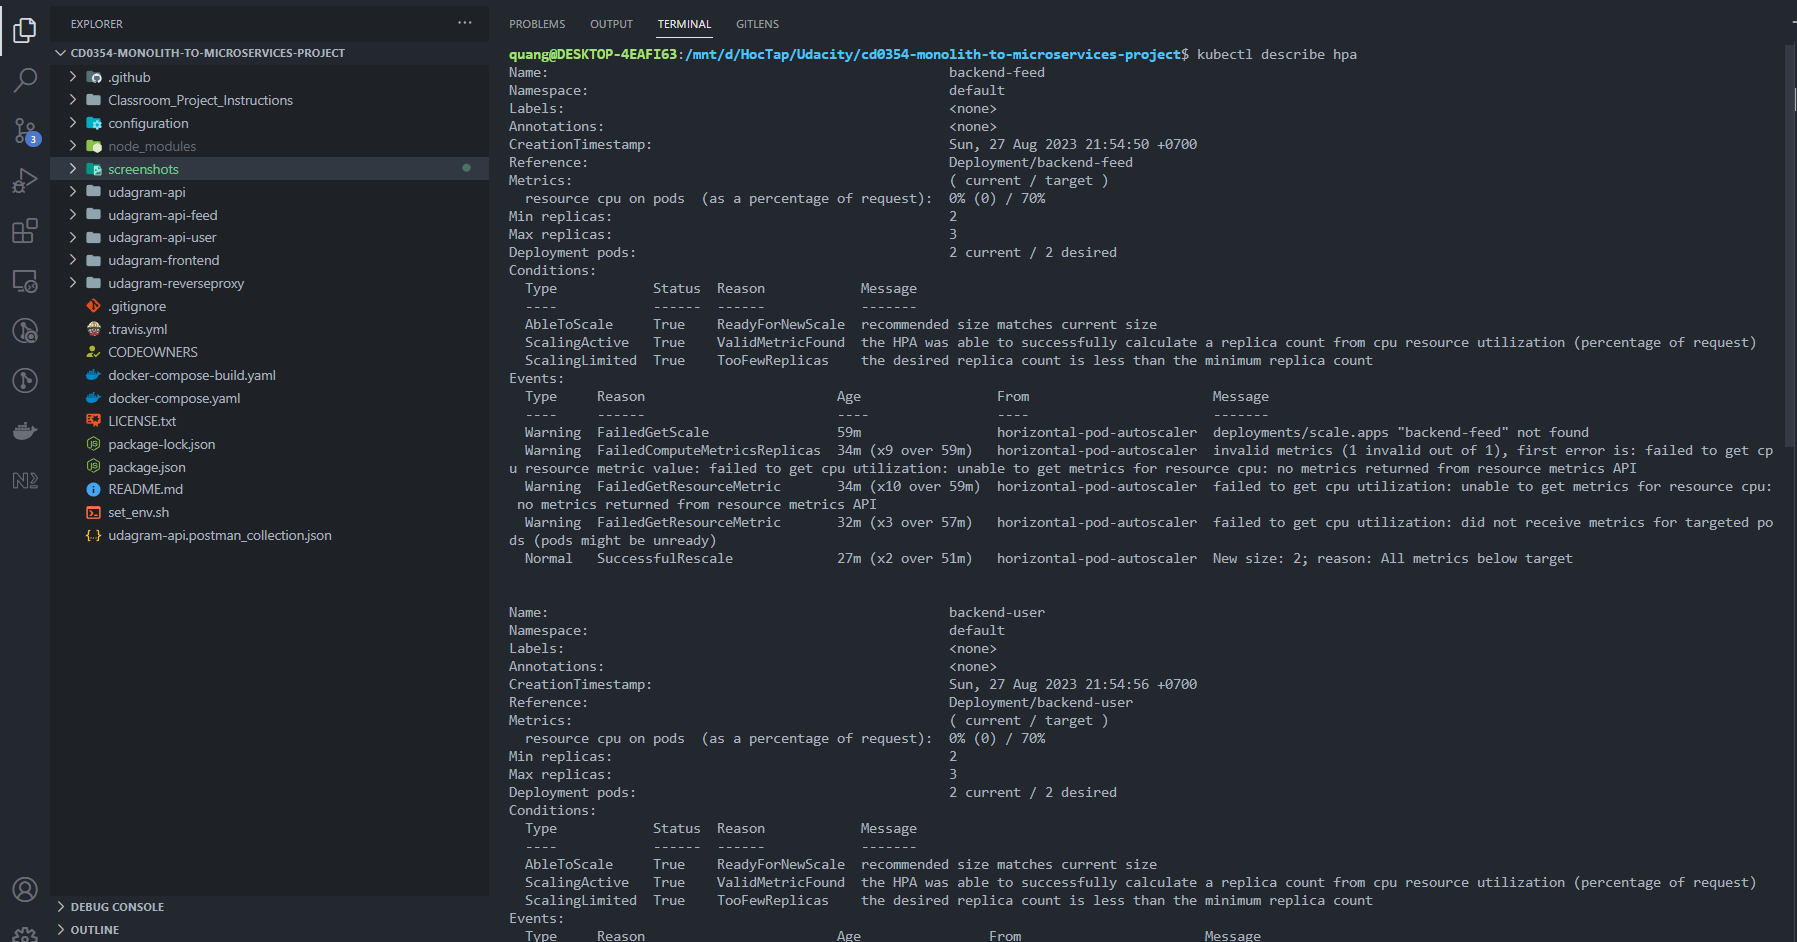 EXPLORER
CD0354-MONOLITH-TO-MICROSERVICES-PROJECT
.github
Classroom_Project_Instructions
configuration
node_modules
screenshots
udagram-api
udagram-api-feed
udagram-api-user
udagram-frontend
udagram-reverseproxy
.gitignore
.travis.yml
CODEOWNERS
docker-compose-build.yaml
docker-compose.yaml
LICENSE.txt
package-lock.json
package.json
README.md
set_env.sh
udagram-api.postman_collection.json
DEBUG CONSOLE
OUTLINE
3
PROBLEMS OUTPUT TERMINAL GITLENS
quang@DESKTOP-4EAFI63:/mnt/d/HocTap/Udacity/cd0354-monolith-to-microservices-project$ kubectl describe hpa
Name: backend-feed
Namespace: default
Labels: <none>
Annotations: <none>
CreationTimestamp: Sun, 27 Aug 2023 21:54:50 +0700
Reference: Deployment/backend-feed
Metrics: ( current / target )
resource cpu on pods (as a percentage of request): 0% (0) / 70%
Min replicas: 2
Max replicas: 3
Deployment pods: 2 current / 2 desired
Conditions:
Type Status Reason Message
---- ------ ------ -------
AbleToScale True ReadyForNewScale recommended size matches current size
ScalingActive True ValidMetricFound the HPA was able to successfully calculate a replica count from cpu resource utilization (percentage of request)
ScalingLimited True TooFewReplicas the desired replica count is less than the minimum replica count
Events:
Type Reason Age From Message
---- ------ ---- ---- -------
Warning FailedGetScale 59m horizontal-pod-autoscaler deployments/scale.apps "backend-feed" not found
Warning FailedComputeMetricsReplicas 34m (x9 over 59m) horizontal-pod-autoscaler invalid metrics (1 invalid out of 1), first error is: failed to get cp
u resource metric value: failed to get cpu utilization: unable to get metrics for resource cpu: no metrics returned from resource metrics API
Warning FailedGetResourceMetric 34m (x10 over 59m) horizontal-pod-autoscaler failed to get cpu utilization: unable to get metrics for resource cpu:
no metrics returned from resource metrics API
Warning FailedGetResourceMetric 32m (x3 over 57m) horizontal-pod-autoscaler failed to get cpu utilization: did not receive metrics for targeted po
ds (pods might be unready)
Normal SuccessfulRescale 27m (x2 over 51m) horizontal-pod-autoscaler New size: 2; reason: All metrics below target
Name: backend-user
Namespace: default
Labels: <none>
Annotations: <none>
CreationTimestamp: Sun, 27 Aug 2023 21:54:56 +0700
Reference: Deployment/backend-user
Metrics: ( current / target )
resource cpu on pods (as a percentage of request): 0% (0) / 70%
Min replicas: 2
Max replicas: 3
Deployment pods: 2 current / 2 desired
Conditions:
Type Status Reason Message
---- ------ ------ -------
AbleToScale True ReadyForNewScale recommended size matches current size
ScalingActive True ValidMetricFound the HPA was able to successfully calculate a replica count from cpu resource utilization (percentage of request)
ScalingLimited True TooFewReplicas the desired replica count is less than the minimum replica count
Events:
Type Reason Age From Message